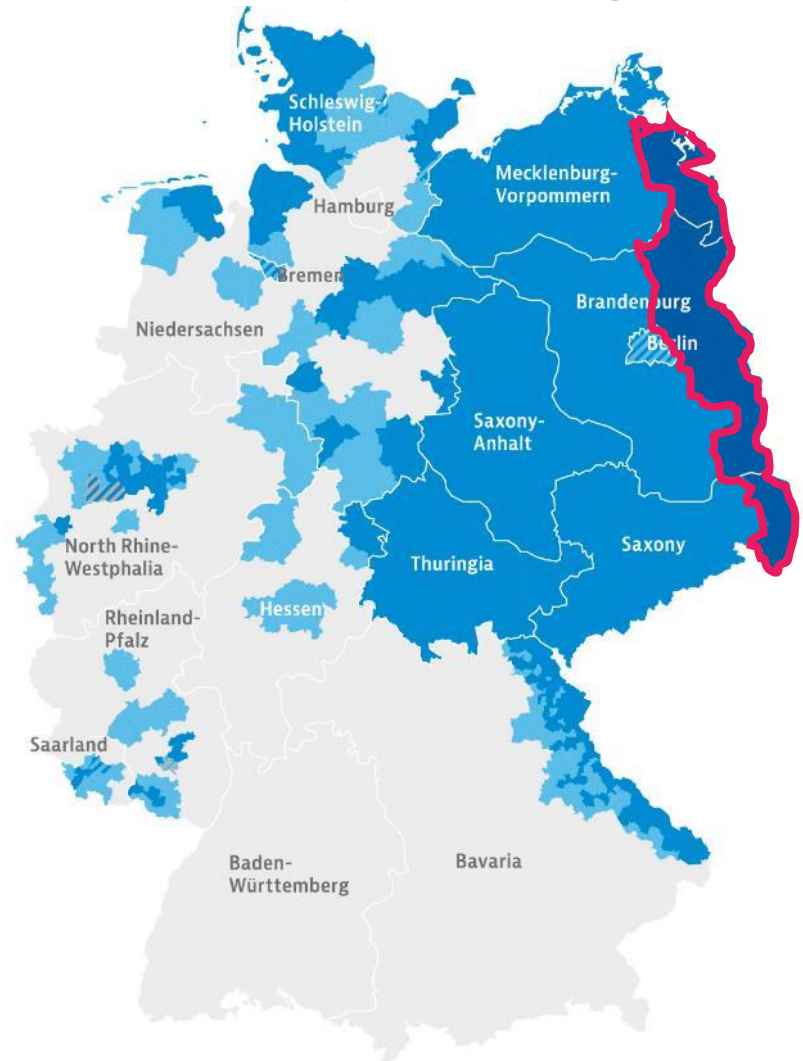 Schleswig-
Holstein
Mecklenburg-
Vorpommern
Hamburg
Bremen
Niedersachsen
Brandenburg
Berlin
Saxony-
Anhalt
North Rhine-
Westphalia
Thuringia
Saxony
Hessen
Rheinland-
Pfalz
Saarland
Baden-
Württemberg
Bavaria